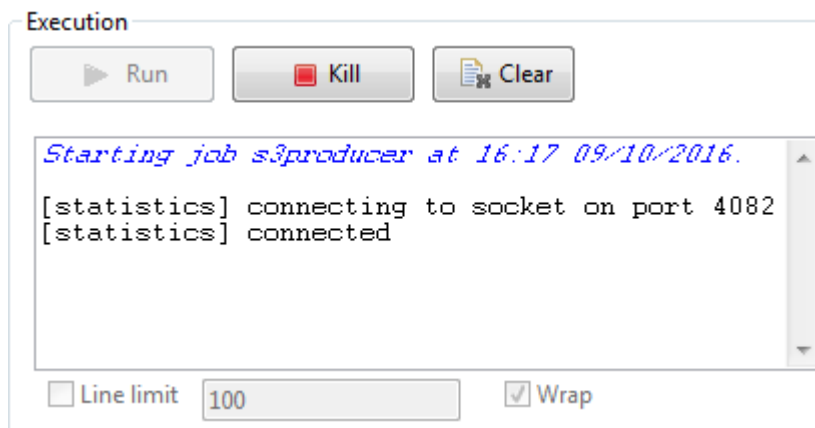 Execution
Run Kill Clear
Starting job s3producer at 16:17 09/10/2016.
[statistics] connecting to socket on port 4082
[statistics] connected
Line limit 100 Wrap